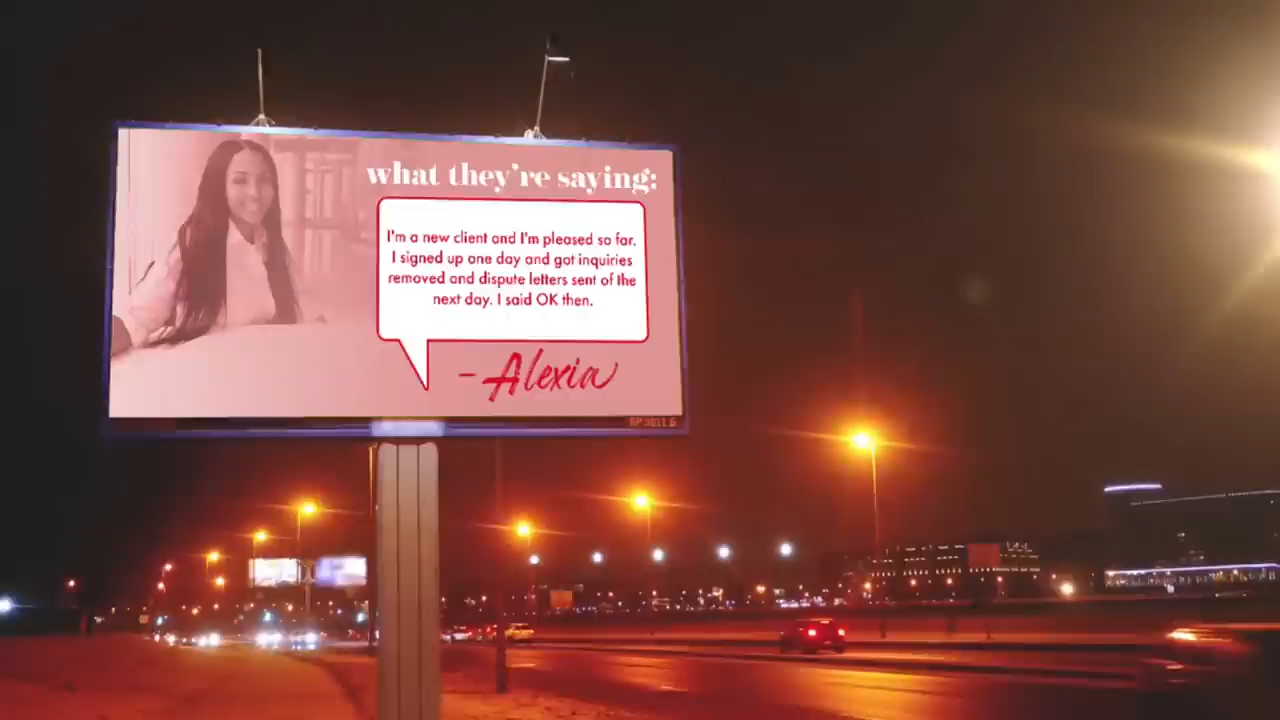 what they're saying:
I'm a new client and I'm pleased so far.
I signed up one day and got inquiries
removed and dispute letters sent of the
next day. I said OK then.
– Alexia